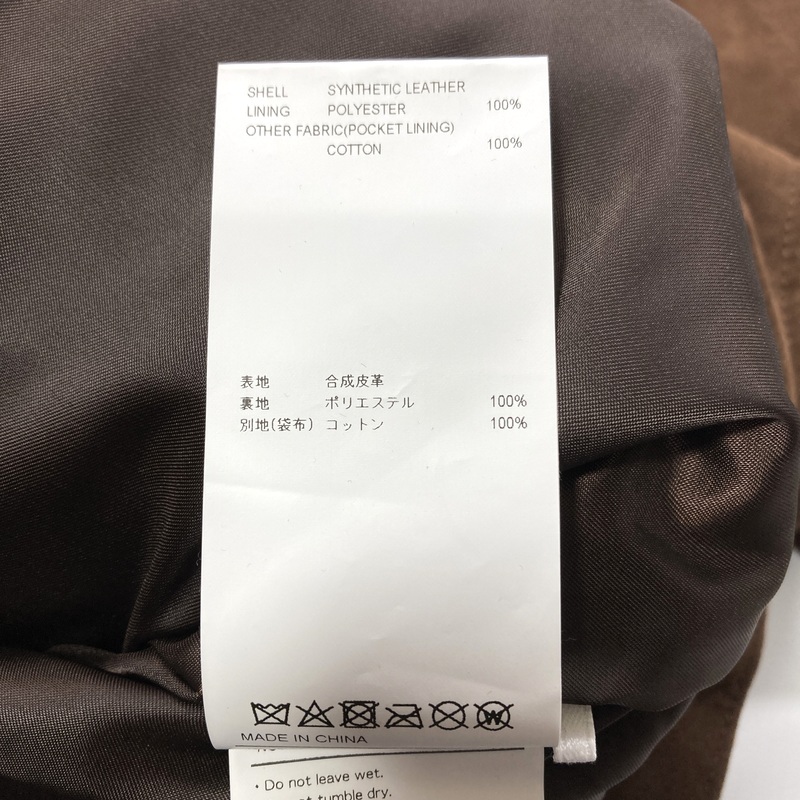 SHELL SYNTHETIC LEATHER
LINING POLYESTER 100%
OTHER FABRIC(POCKET LINING)
COTTON 100%
表地 合成皮革
裏地 ポリエステル 100%
別地(袋布) コットン 100%
W
MADE IN CHINA
・Do not leave wet.
tumble dry.